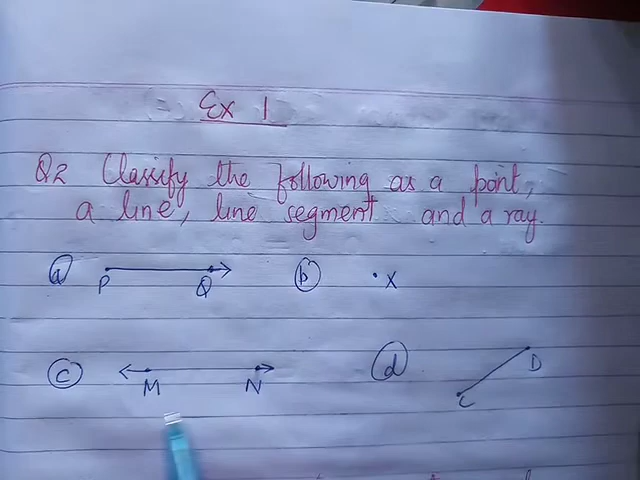 Ex 1
Q2 Classify the following as a point,
a line, line segment and a ray.
(a) P Q (b) X
(c) M N (d) C D